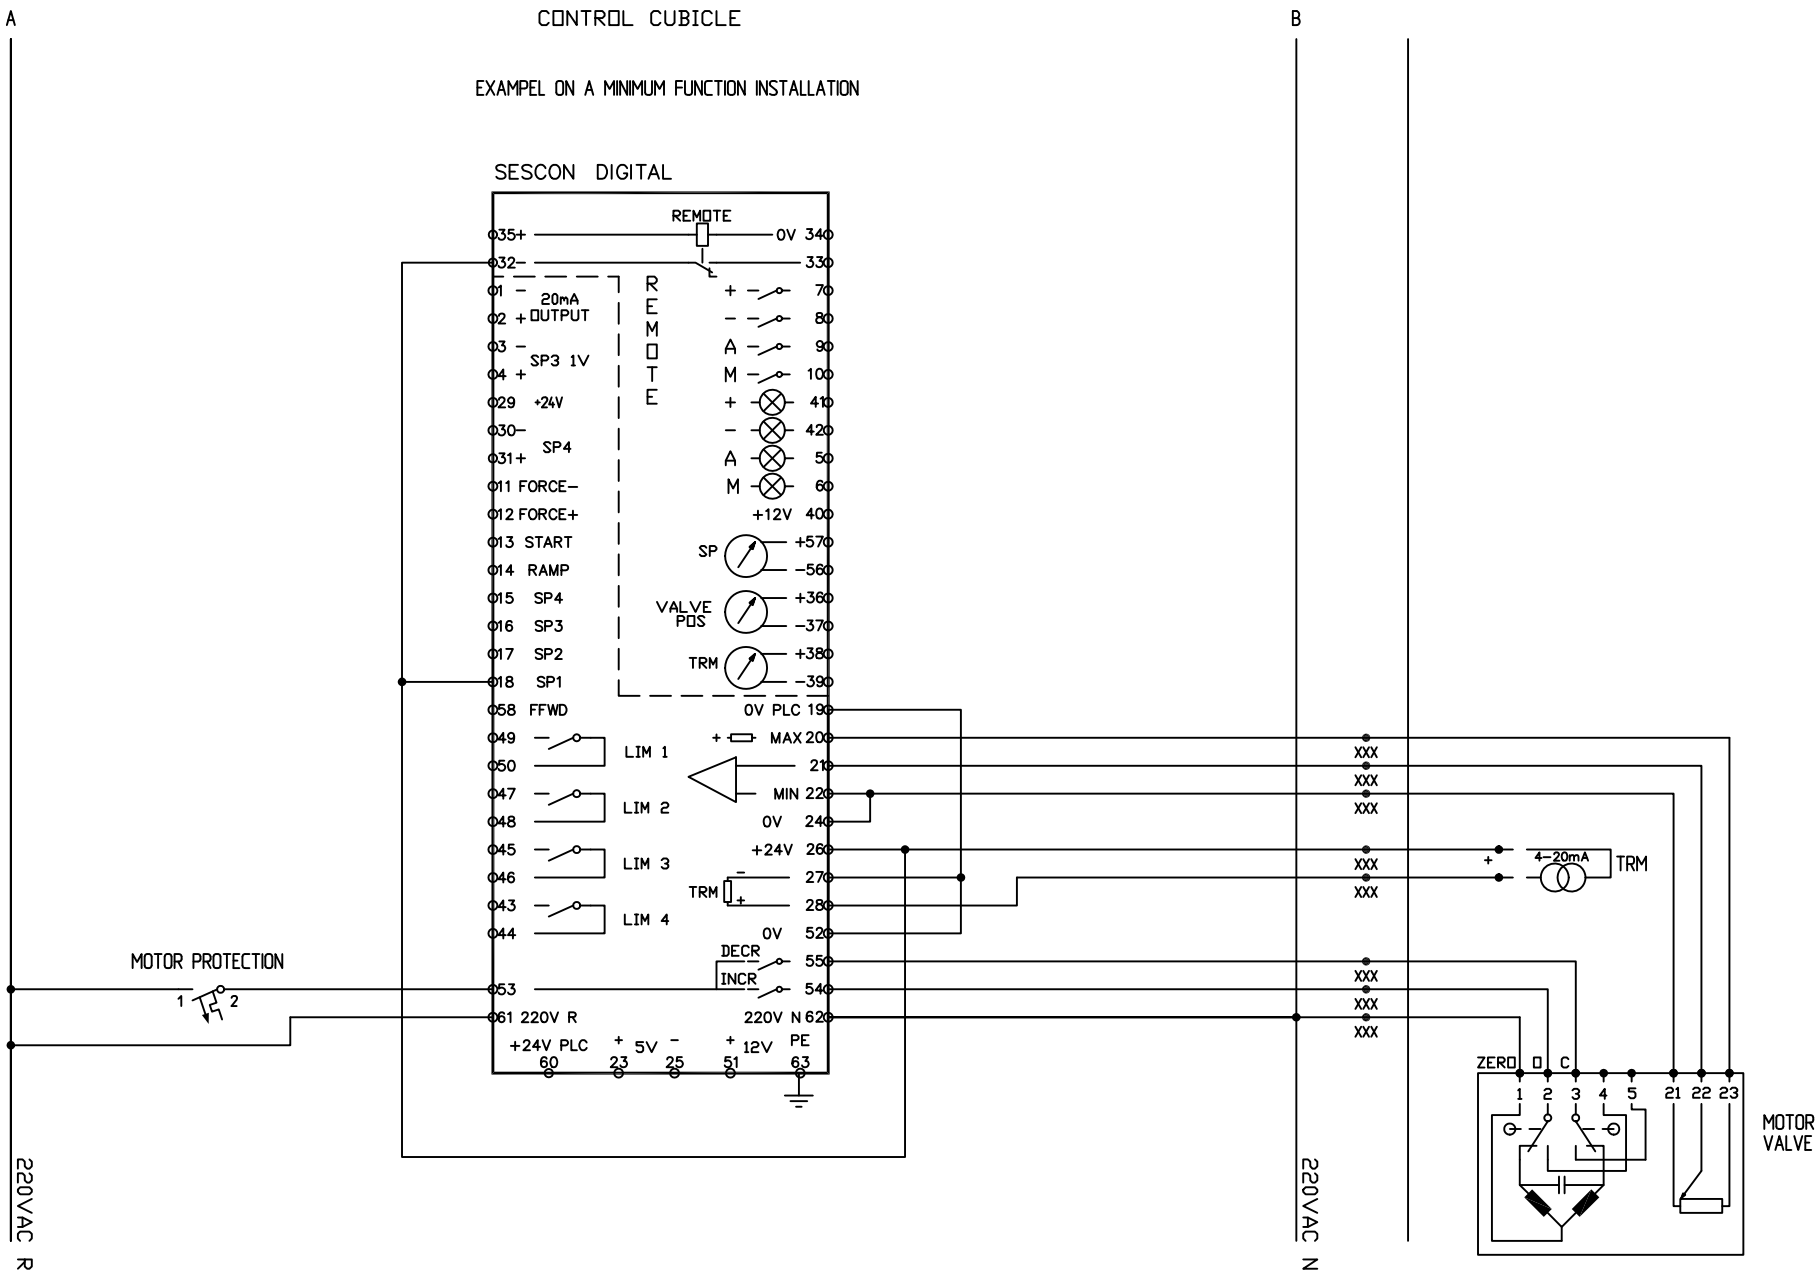 A
CONTROL CUBICLE
B
EXAMPEL ON A MINIMUM FUNCTION INSTALLATION
SESCON DIGITAL
REMOTE
35+
0V 34
32-
33
REMOTE
1 -
+ 7
20mA
OUTPUT
2 +
- 8
3 -
A 9
SP3 1V
4 +
M 10
29 +24V
+ 41
30-
- 42
SP4
31+
A 5
11 FORCE-
M 6
12 FORCE+
+12V 40
13 START
SP +57
14 RAMP
-56
15 SP4
VALVE
POS
+36
16 SP3
-37
17 SP2
TRM +38
18 SP1
-39
58 FFWD
0V PLC 19
49
+ MAX 20
XXX
LIM 1
50
21
XXX
47
MIN 22
XXX
LIM 2
48
0V 24
45
+24V 26
XXX
LIM 3
46
TRM - 27
XXX
+ 4-20mA TRM
43
+ 28
LIM 4
44
0V 52
MOTOR PROTECTION
1 2
DECR 55
XXX
53
INCR 54
XXX
61 220V R
220V N 62
XXX
+24V PLC
+ 5V -
+ 12V
PE
60
23
25
51
63
ZERO O C
1 2 3 4 5 21 22 23
MOTOR
VALVE
220VAC R
220VAC N